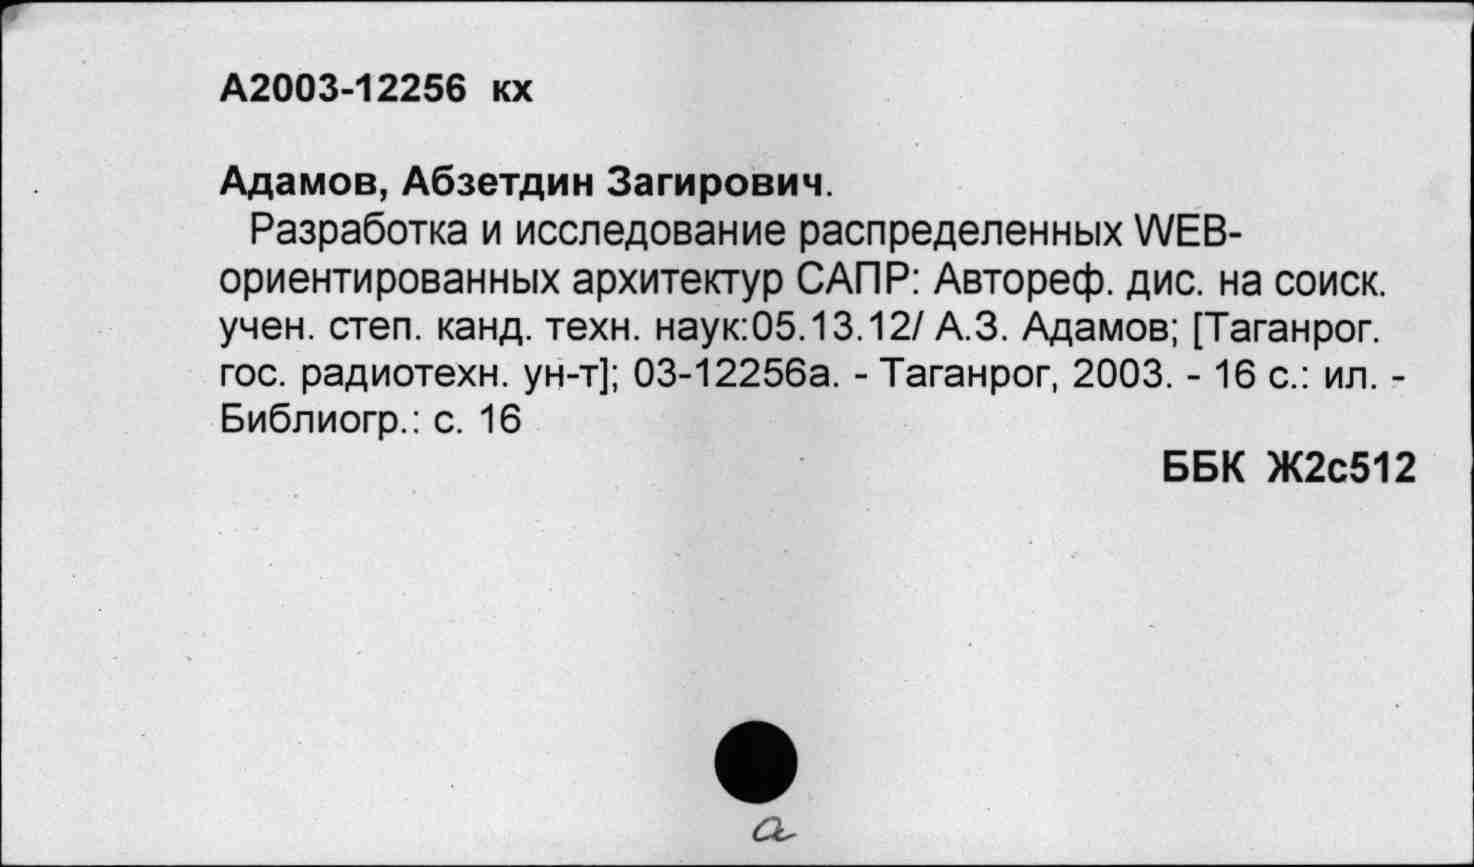 А2003-12256 кх
Адамов, Абзетдин Загирович.
Разработка и исследование распределенных WEB-
ориентированных архитектур САПР: Автореф. дис. на соиск.
учен. степ. канд. техн. наук:05.13.12/ А.З. Адамов; [Таганрог.
гос. радиотехн. ун-т]; 03-12256а. - Таганрог, 2003. - 16 с.: ил. -
Библиогр.: с. 16
ББК Ж2с512
а